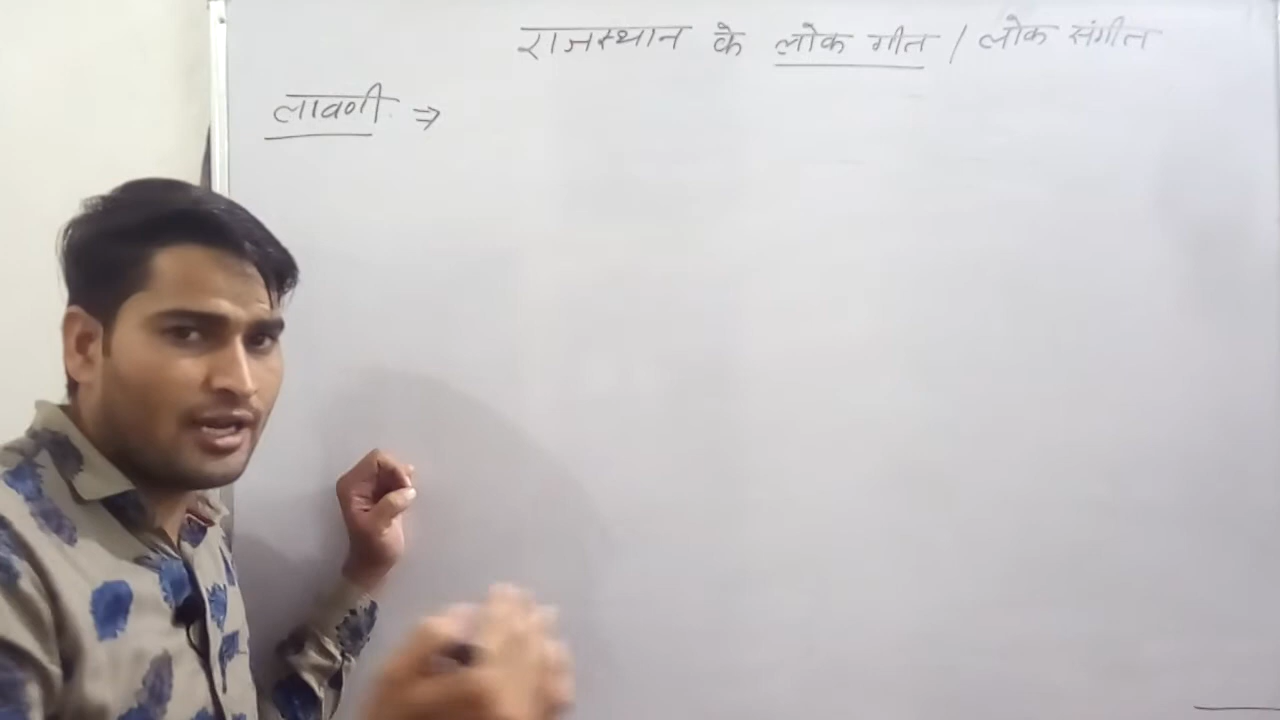 राजस्थान के लोक गीत / लोक संगीत
लावणी ⇒